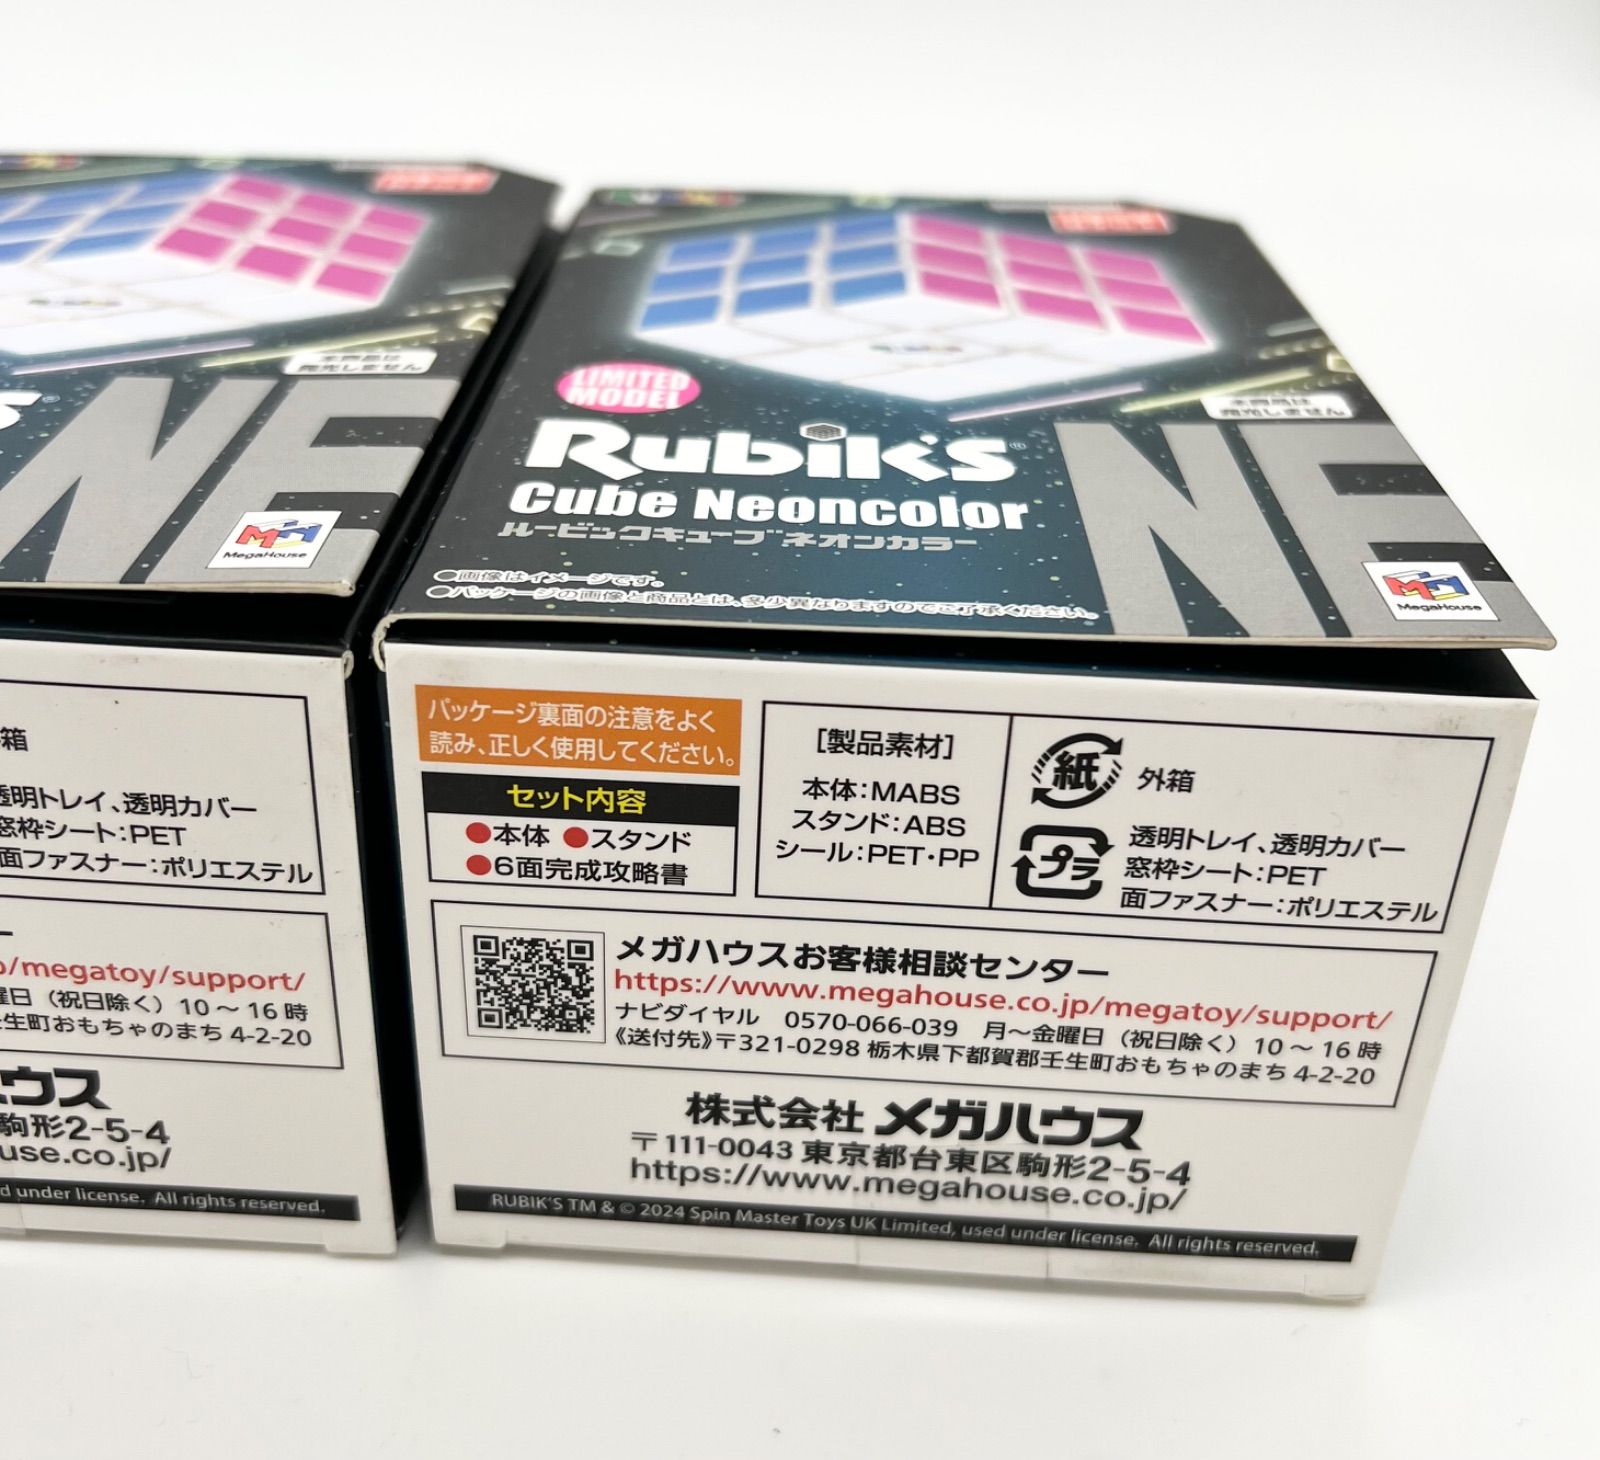 LIMITED
MODEL
Rubik's®
Cube Neoncolor
ルービックキューブ ネオンカラー
●画像はイメージです。
●パッケージの画像と商品とは、多少異なりますのでご了承ください。
本商品は
発光しません
NE
MegaHouse
パッケージ裏面の注意をよく
読み、正しく使用してください。
セット内容
●本体 ●スタンド
●6面完成攻略書
[製品素材]
本体:MABS
スタンド:ABS
シール:PET・PP
紙 外箱
プラ
透明トレイ、透明カバー
窓枠シート:PET
面ファスナー:ポリエステル
メガハウスお客様相談センター
https://www.megahouse.co.jp/megatoy/support/
ナビダイヤル 0570-066-039 月～金曜日(祝日除く)10～16時
《送付先》〒321-0298 栃木県下都賀郡壬生町おもちゃのまち4-2-20
株式会社 メガハウス
〒111-0043 東京都台東区駒形2-5-4
https://www.megahouse.co.jp/
RUBIK'S TM & © 2024 Spin Master Toys UK Limited, used under license. All rights reserved.
本商品は
発光しません
s®
NE
MegaHouse
箱
透明トレイ、透明カバー
窓枠シート:PET
面ファスナー:ポリエステル
/megatoy/support/
曜日(祝日除く)10～16時
壬生町おもちゃのまち4-2-20
ウス
駒形2-5-4
use.co.jp/
d under license. All rights reserved.